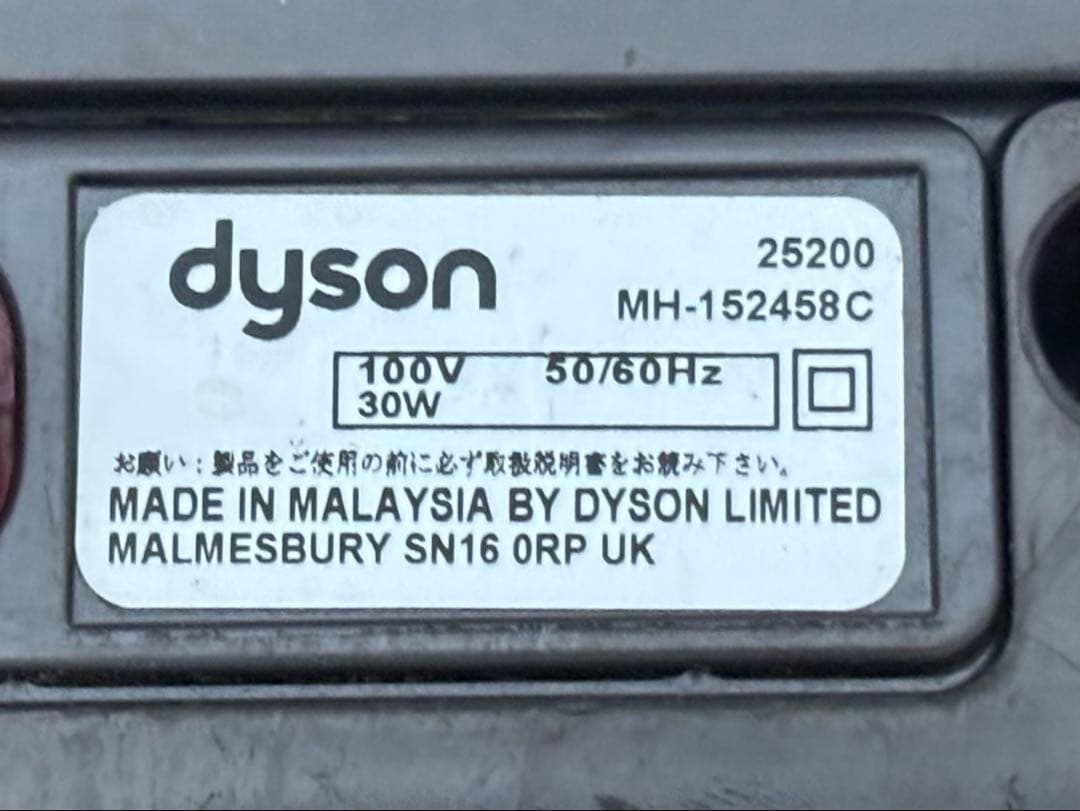 dyson
25200
MH-152458C
100V 50/60Hz
30W
お願い：製品をご使用の前に必ず取扱説明書をお読み下さい。
MADE IN MALAYSIA BY DYSON LIMITED
MALMESBURY SN16 0RP UK